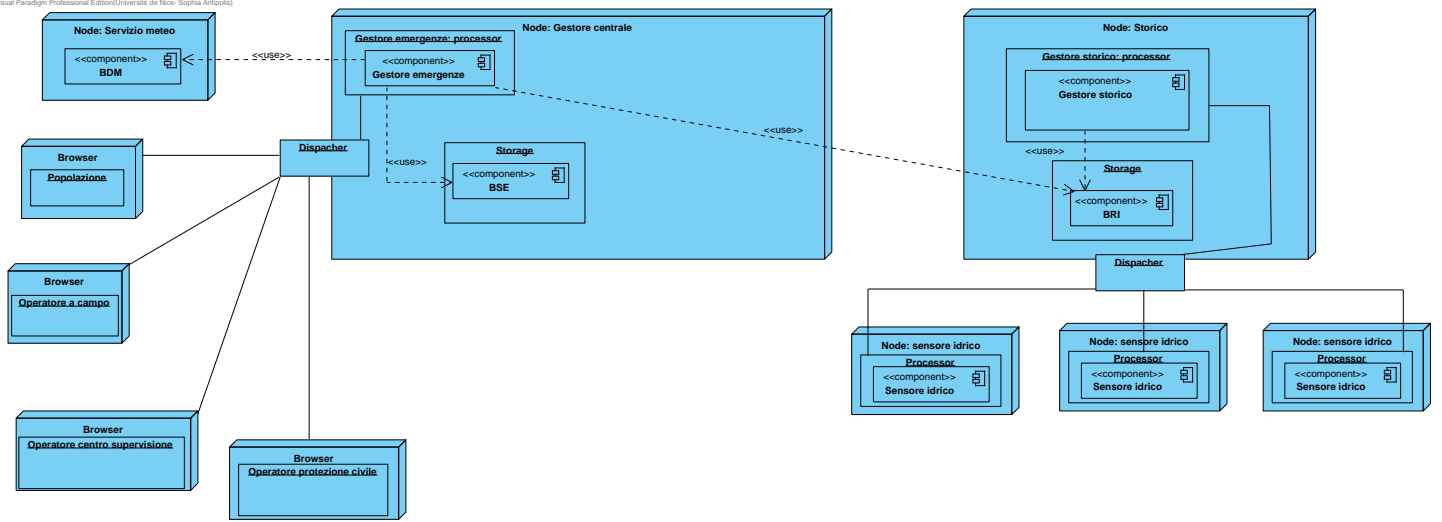 sual Paradigm Professional Edition(Université de Nice- Sophia Antipolis)
Node: Servizio meteo
<<component>>
BDM
<<use>>
Node: Gestore centrale
Gestore emergenze: processor
<<component>>
Gestore emergenze
<<use>>
Storage
<<component>>
BSE
<<use>>
Node: Storico
Gestore storico: processor
<<component>>
Gestore storico
<<use>>
Storage
<<component>>
BRI
Dispacher
Browser
Popolazione
Browser
Operatore a campo
Browser
Operatore centro supervisione
Browser
Operatore protezione civile
Dispacher
Node: sensore idrico
Processor
<<component>>
Sensore idrico
Node: sensore idrico
Processor
<<component>>
Sensore idrico
Node: sensore idrico
Processor
<<component>>
Sensore idrico